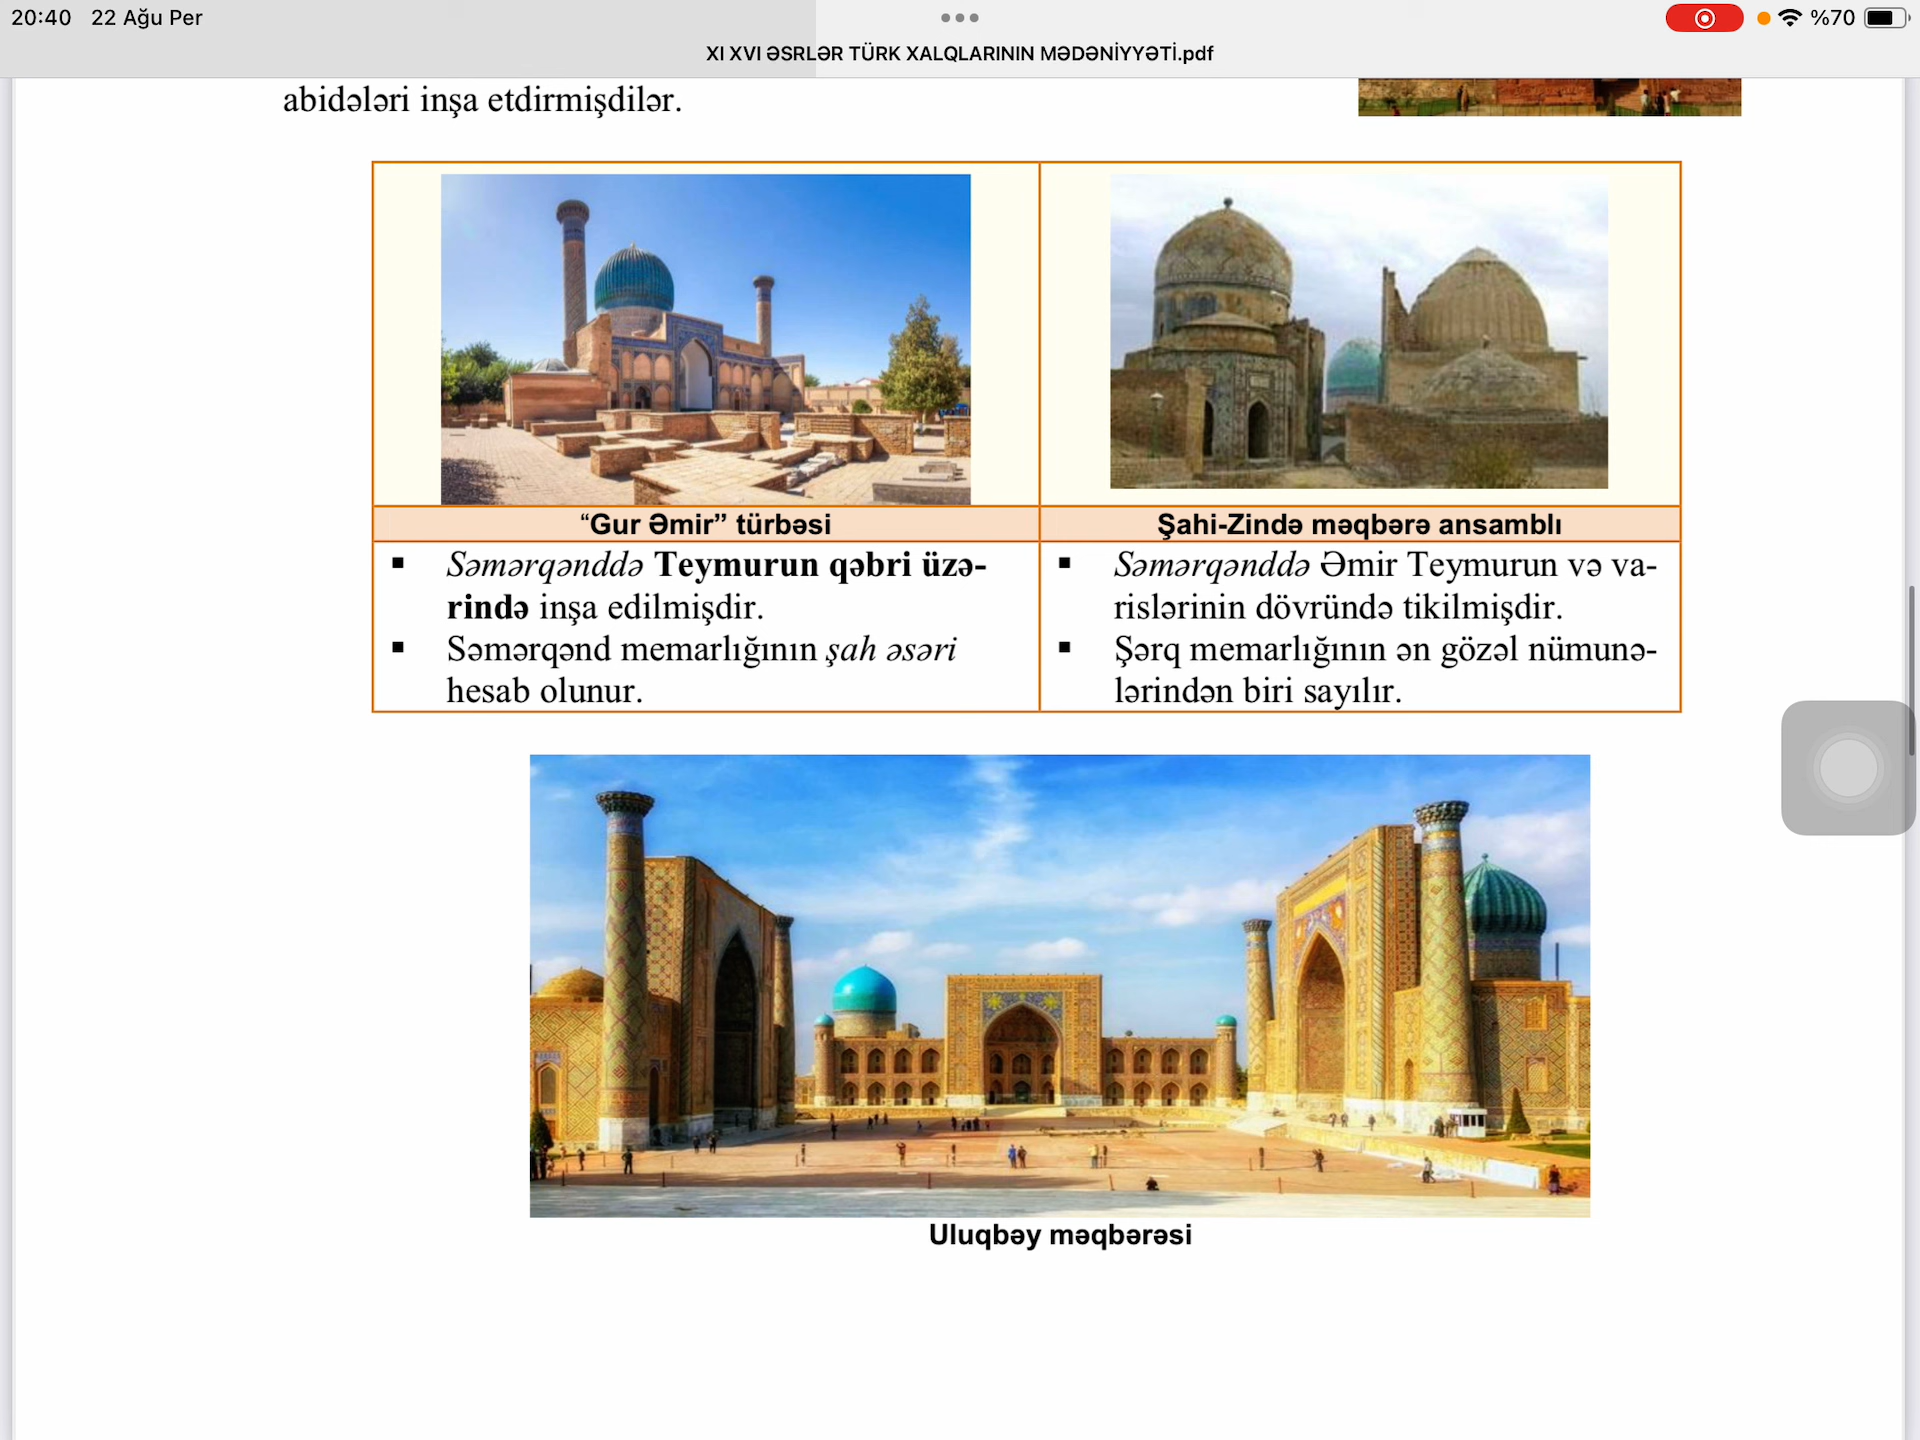 20:40 22 Ağu Per
%70
XI XVI ƏSRLƏR TÜRK XALQLARININ MƏDƏNİYYƏTİ.pdf
abidələri inşa etdirmişdilər.
“Gur Əmir” türbəsi
▪ Səmərqənddə Teymurun qəbri üzə-
rində inşa edilmişdir.
▪ Səmərqənd memarlığının şah əsəri
hesab olunur.
Şahi-Zində məqbərə ansamblı
▪ Səmərqənddə Əmir Teymurun və va-
rislərinin dövründə tikilmişdir.
▪ Şərq memarlığının ən gözəl nümunə-
lərindən biri sayılır.
Uluqbəy məqbərəsi